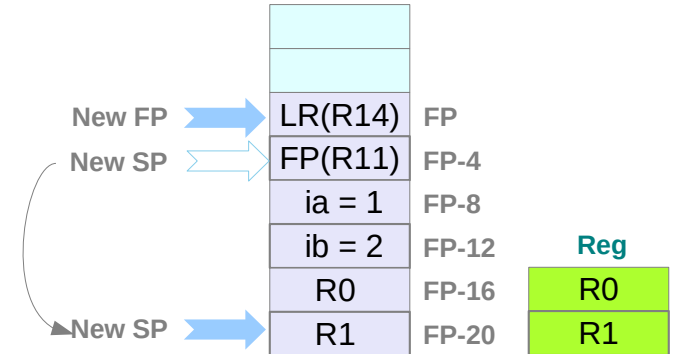 New FP LR(R14) FP
New SP FP(R11) FP-4
ia = 1 FP-8
ib = 2 FP-12 Reg
R0 FP-16 R0
New SP R1 FP-20 R1